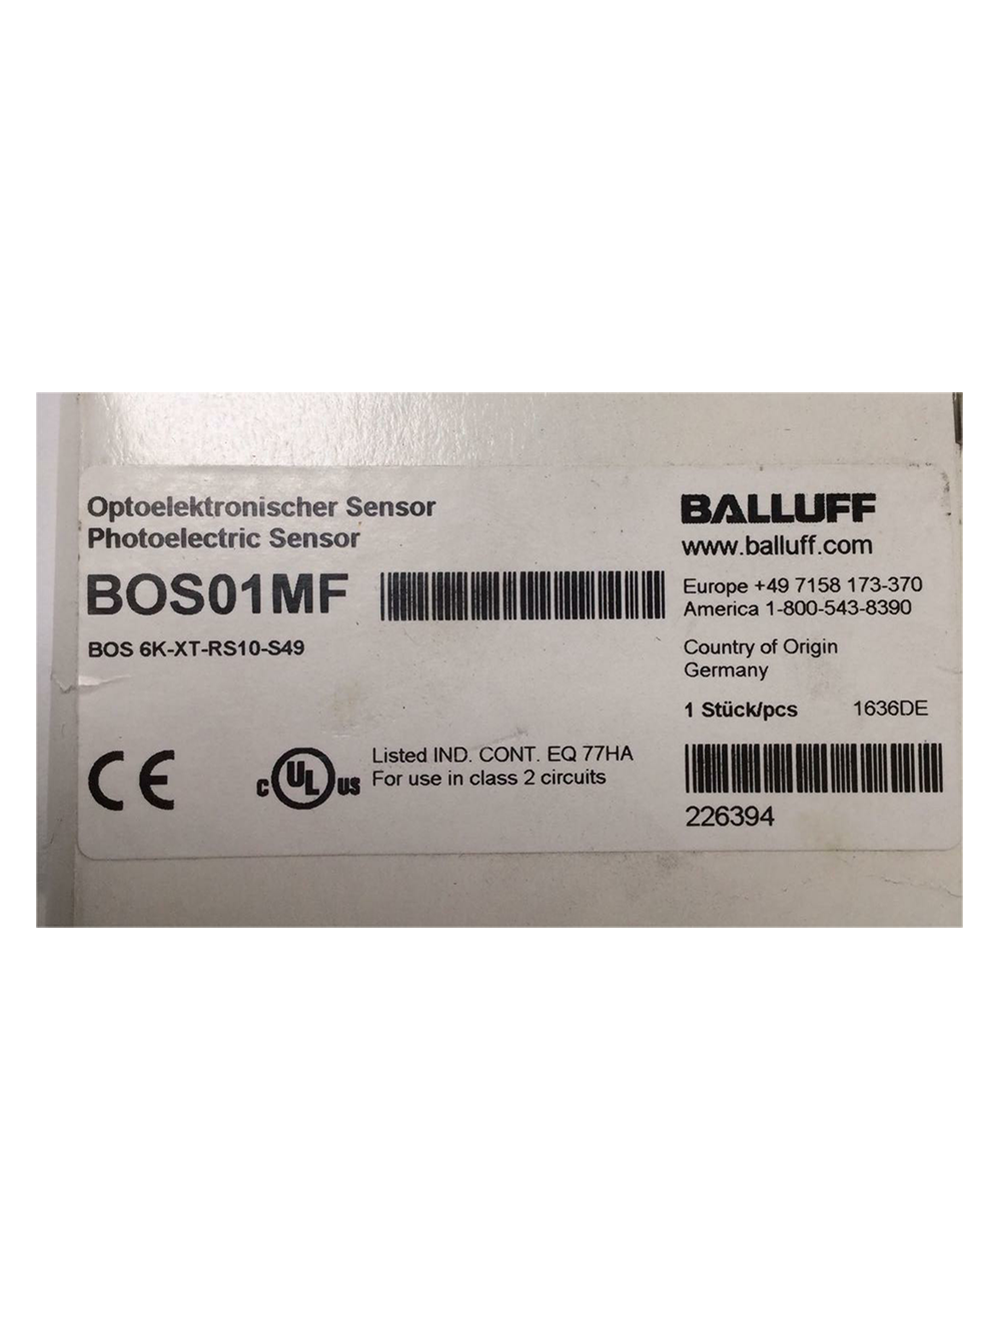 Optoelektronischer Sensor
Photoelectric Sensor
BOS01MF
BOS 6K-XT-RS10-S49
BALLUFF
www.balluff.com
Europe +49 7158 173-370
America 1-800-543-8390
Country of Origin
Germany
1 Stück/pcs 1636DE
226394
CE
c UL us
Listed IND. CONT. EQ 77HA
For use in class 2 circuits